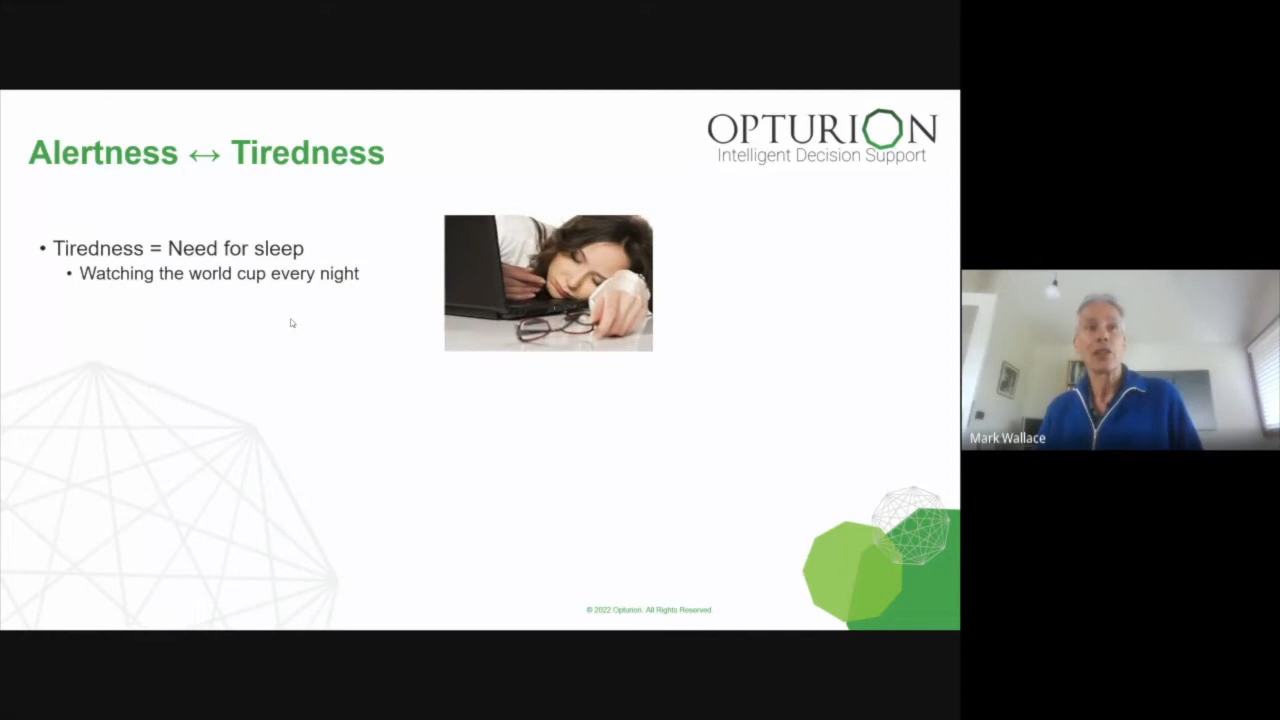 Alertness ↔ Tiredness
OPTURION
Intelligent Decision Support
• Tiredness = Need for sleep
• Watching the world cup every night
Mark Wallace
© 2022 Opturion. All Rights Reserved